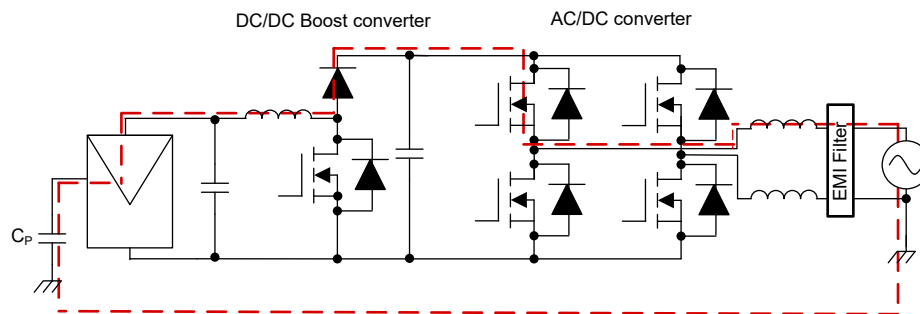 DC/DC Boost converter
AC/DC converter
EMI Filter
CP